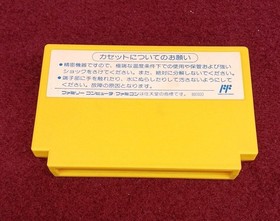 カセットについてのお願い
●精密機器ですので、極端な温度条件下での使用や保管および強い
ショックをさけてください。また、絶対に分解しないでください。
●端子部に手を触れたり、水にぬらしたりして汚さないようにして
ください。故障の原因となります。
ファミリーコンピュータ ファミコンは任天堂の商標です。
FF